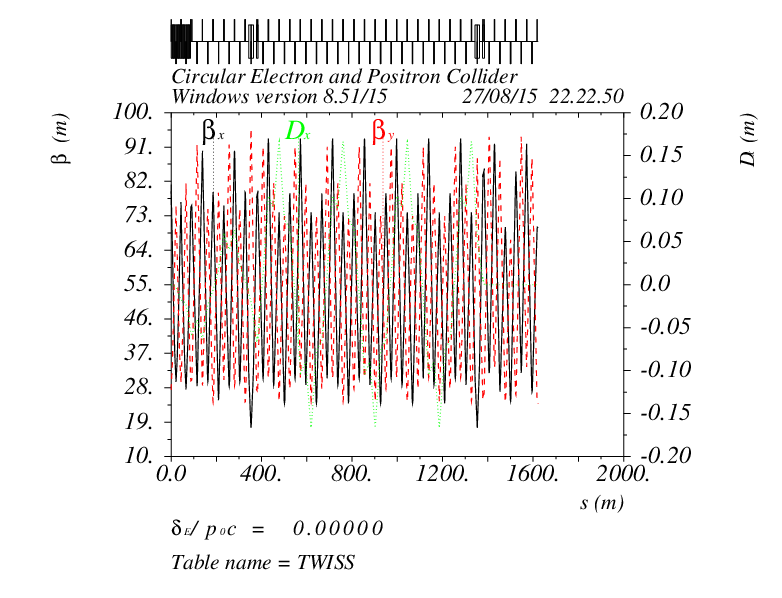 Circular Electron and Positron Collider
Windows version 8.51/15 27/08/15 22.22.50
β (m)
Dx (m)
βx Dx βy
100.
91.
82.
73.
64.
55.
46.
37.
28.
19.
10.
0.20
0.15
0.10
0.05
0.0
-0.05
-0.10
-0.15
-0.20
0.0 400. 800. 1200. 1600. 2000.
s (m)
δE/ p0c = 0.00000
Table name = TWISS